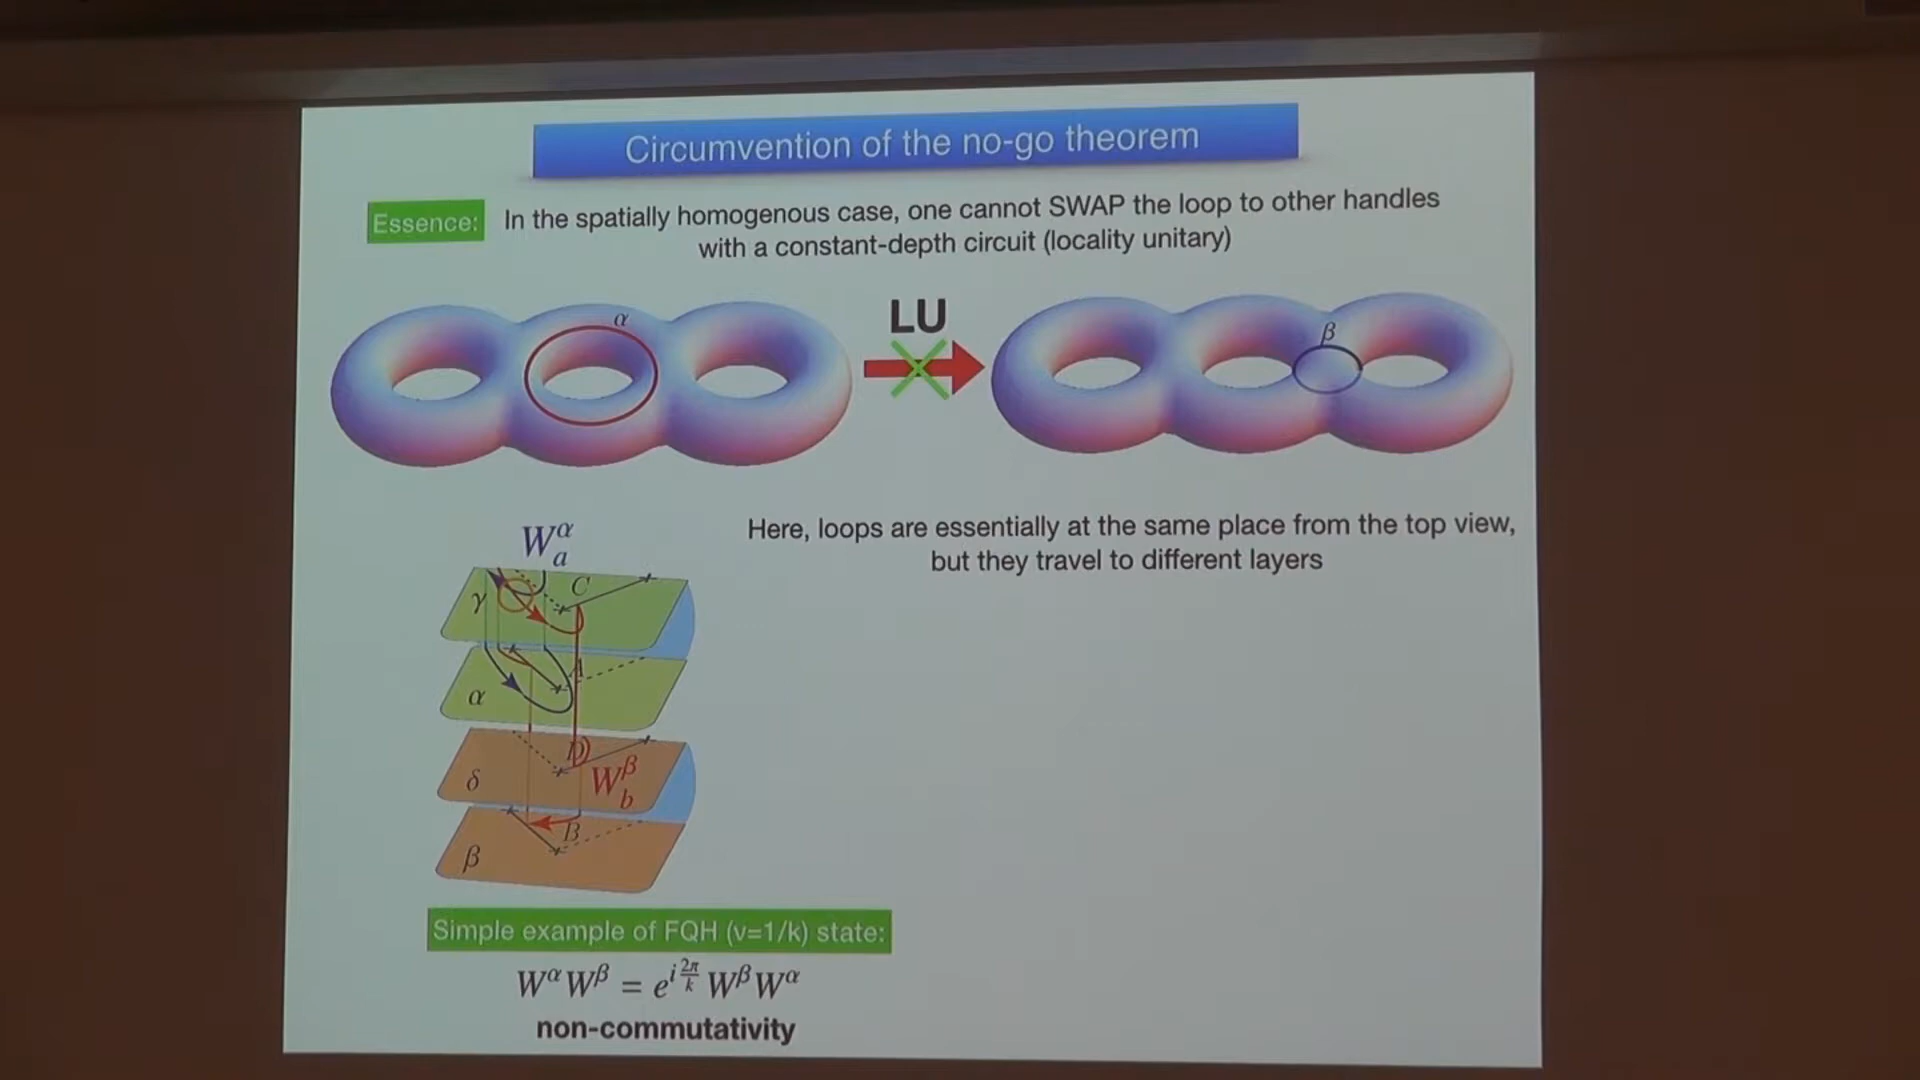 Circumvention of the no-go theorem
Essence: In the spatially homogenous case, one cannot SWAP the loop to other handles
with a constant-depth circuit (locality unitary)
α
LU
β
Here, loops are essentially at the same place from the top view,
but they travel to different layers
W_a^α
C
γ
A
α
D
δ
W_b^β
B
β
Simple example of FQH (ν=1/k) state:
W^α W^β = e^{i 2π/k} W^β W^α
non-commutativity